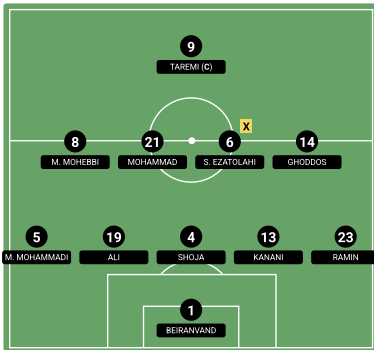 9
TAREMI (C)
X
8 21 6 14
M. MOHEBBI MOHAMMAD S. EZATOLAHI GHODDOS
5 19 4 13 23
M. MOHAMMADI ALI SHOJA KANANI RAMIN
1
BEIRANVAND